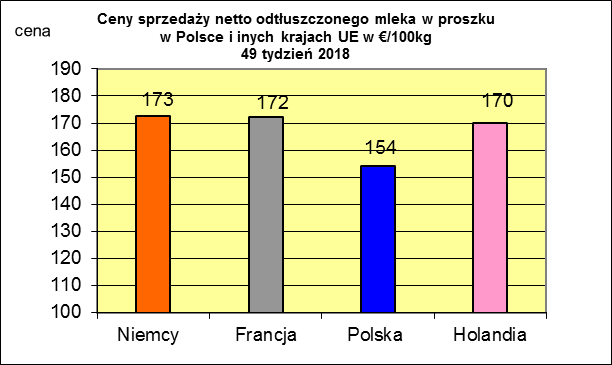 Ceny sprzedaży netto odtłuszczonego mleka w proszku
w Polsce i inych krajach UE w €/100kg
49 tydzień 2018
cena
190
180
170
160
150
140
130
120
110
100
173
172
154
170
Niemcy
Francja
Polska
Holandia